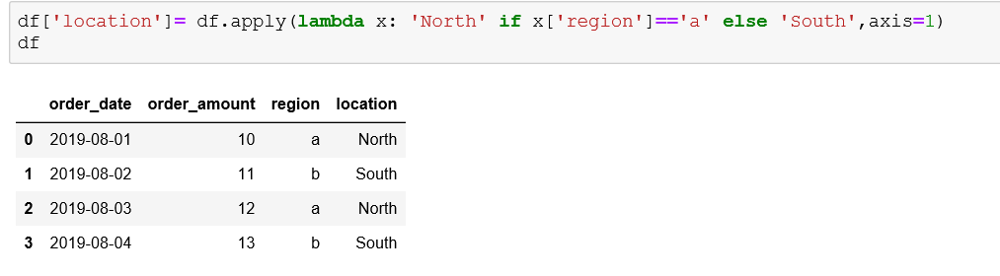 df['location']= df.apply(lambda x: 'North' if x['region']=='a' else 'South',axis=1)
df
order_date order_amount region location
0 2019-08-01 10 a North
1 2019-08-02 11 b South
2 2019-08-03 12 a North
3 2019-08-04 13 b South